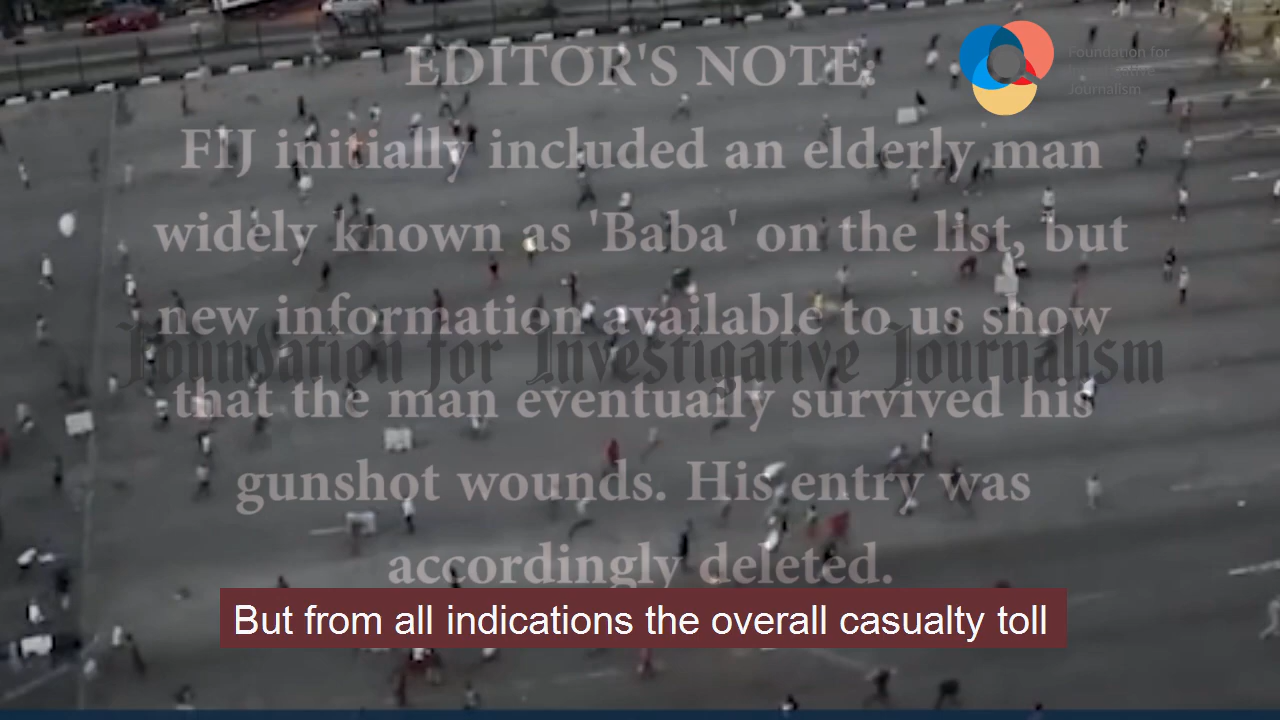 EDITOR'S NOTE:
Foundation for
Investigative
Journalism
FIJ initially included an elderly man
widely known as 'Baba' on the list, but
new information available to us show
Foundation for Investigative Journalism
that the man eventually survived his
gunshot wounds. His entry was
accordingly deleted.
But from all indications the overall casualty toll